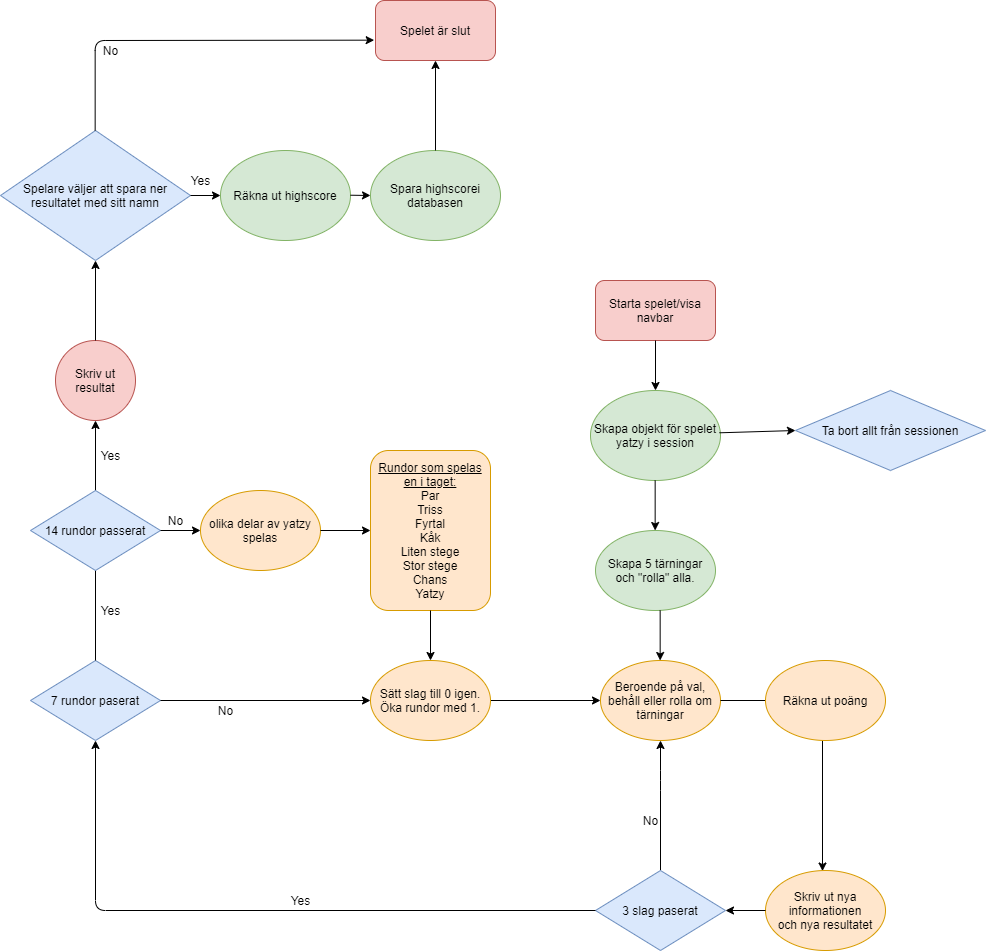 Spelet är slut
No
Spelare väljer att spara ner
resultatet med sitt namn
Yes
Räkna ut highscore
Spara highscorei
databasen
Starta spelet/visa
navbar
Skriv ut
resultat
Skapa objekt för spelet
yatzy i session
Ta bort allt från sessionen
Yes
Rundor som spelas
en i taget:
Par
Triss
Fyrtal
Kåk
Liten stege
Stor stege
Chans
Yatzy
14 rundor passerat
No
olika delar av yatzy
spelas
Skapa 5 tärningar
och "rolla" alla.
Yes
7 rundor paserat
No
Sätt slag till 0 igen.
Öka rundor med 1.
Beroende på val,
behåll eller rolla om
tärningar
Räkna ut poäng
No
Yes
3 slag paserat
Skriv ut nya
informationen
och nya resultatet